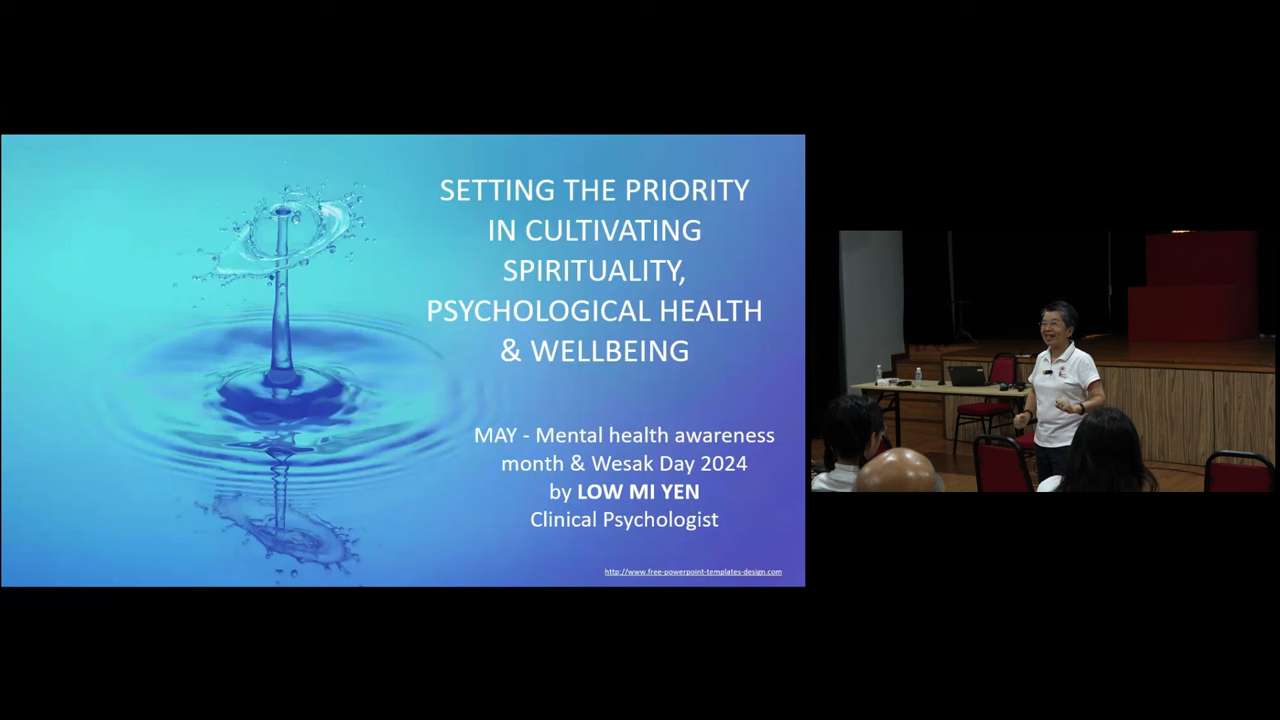 SETTING THE PRIORITY
IN CULTIVATING
SPIRITUALITY,
PSYCHOLOGICAL HEALTH
& WELLBEING
MAY - Mental health awareness
month & Wesak Day 2024
by LOW MI YEN
Clinical Psychologist
http://www.free-powerpoint-templates-design.com